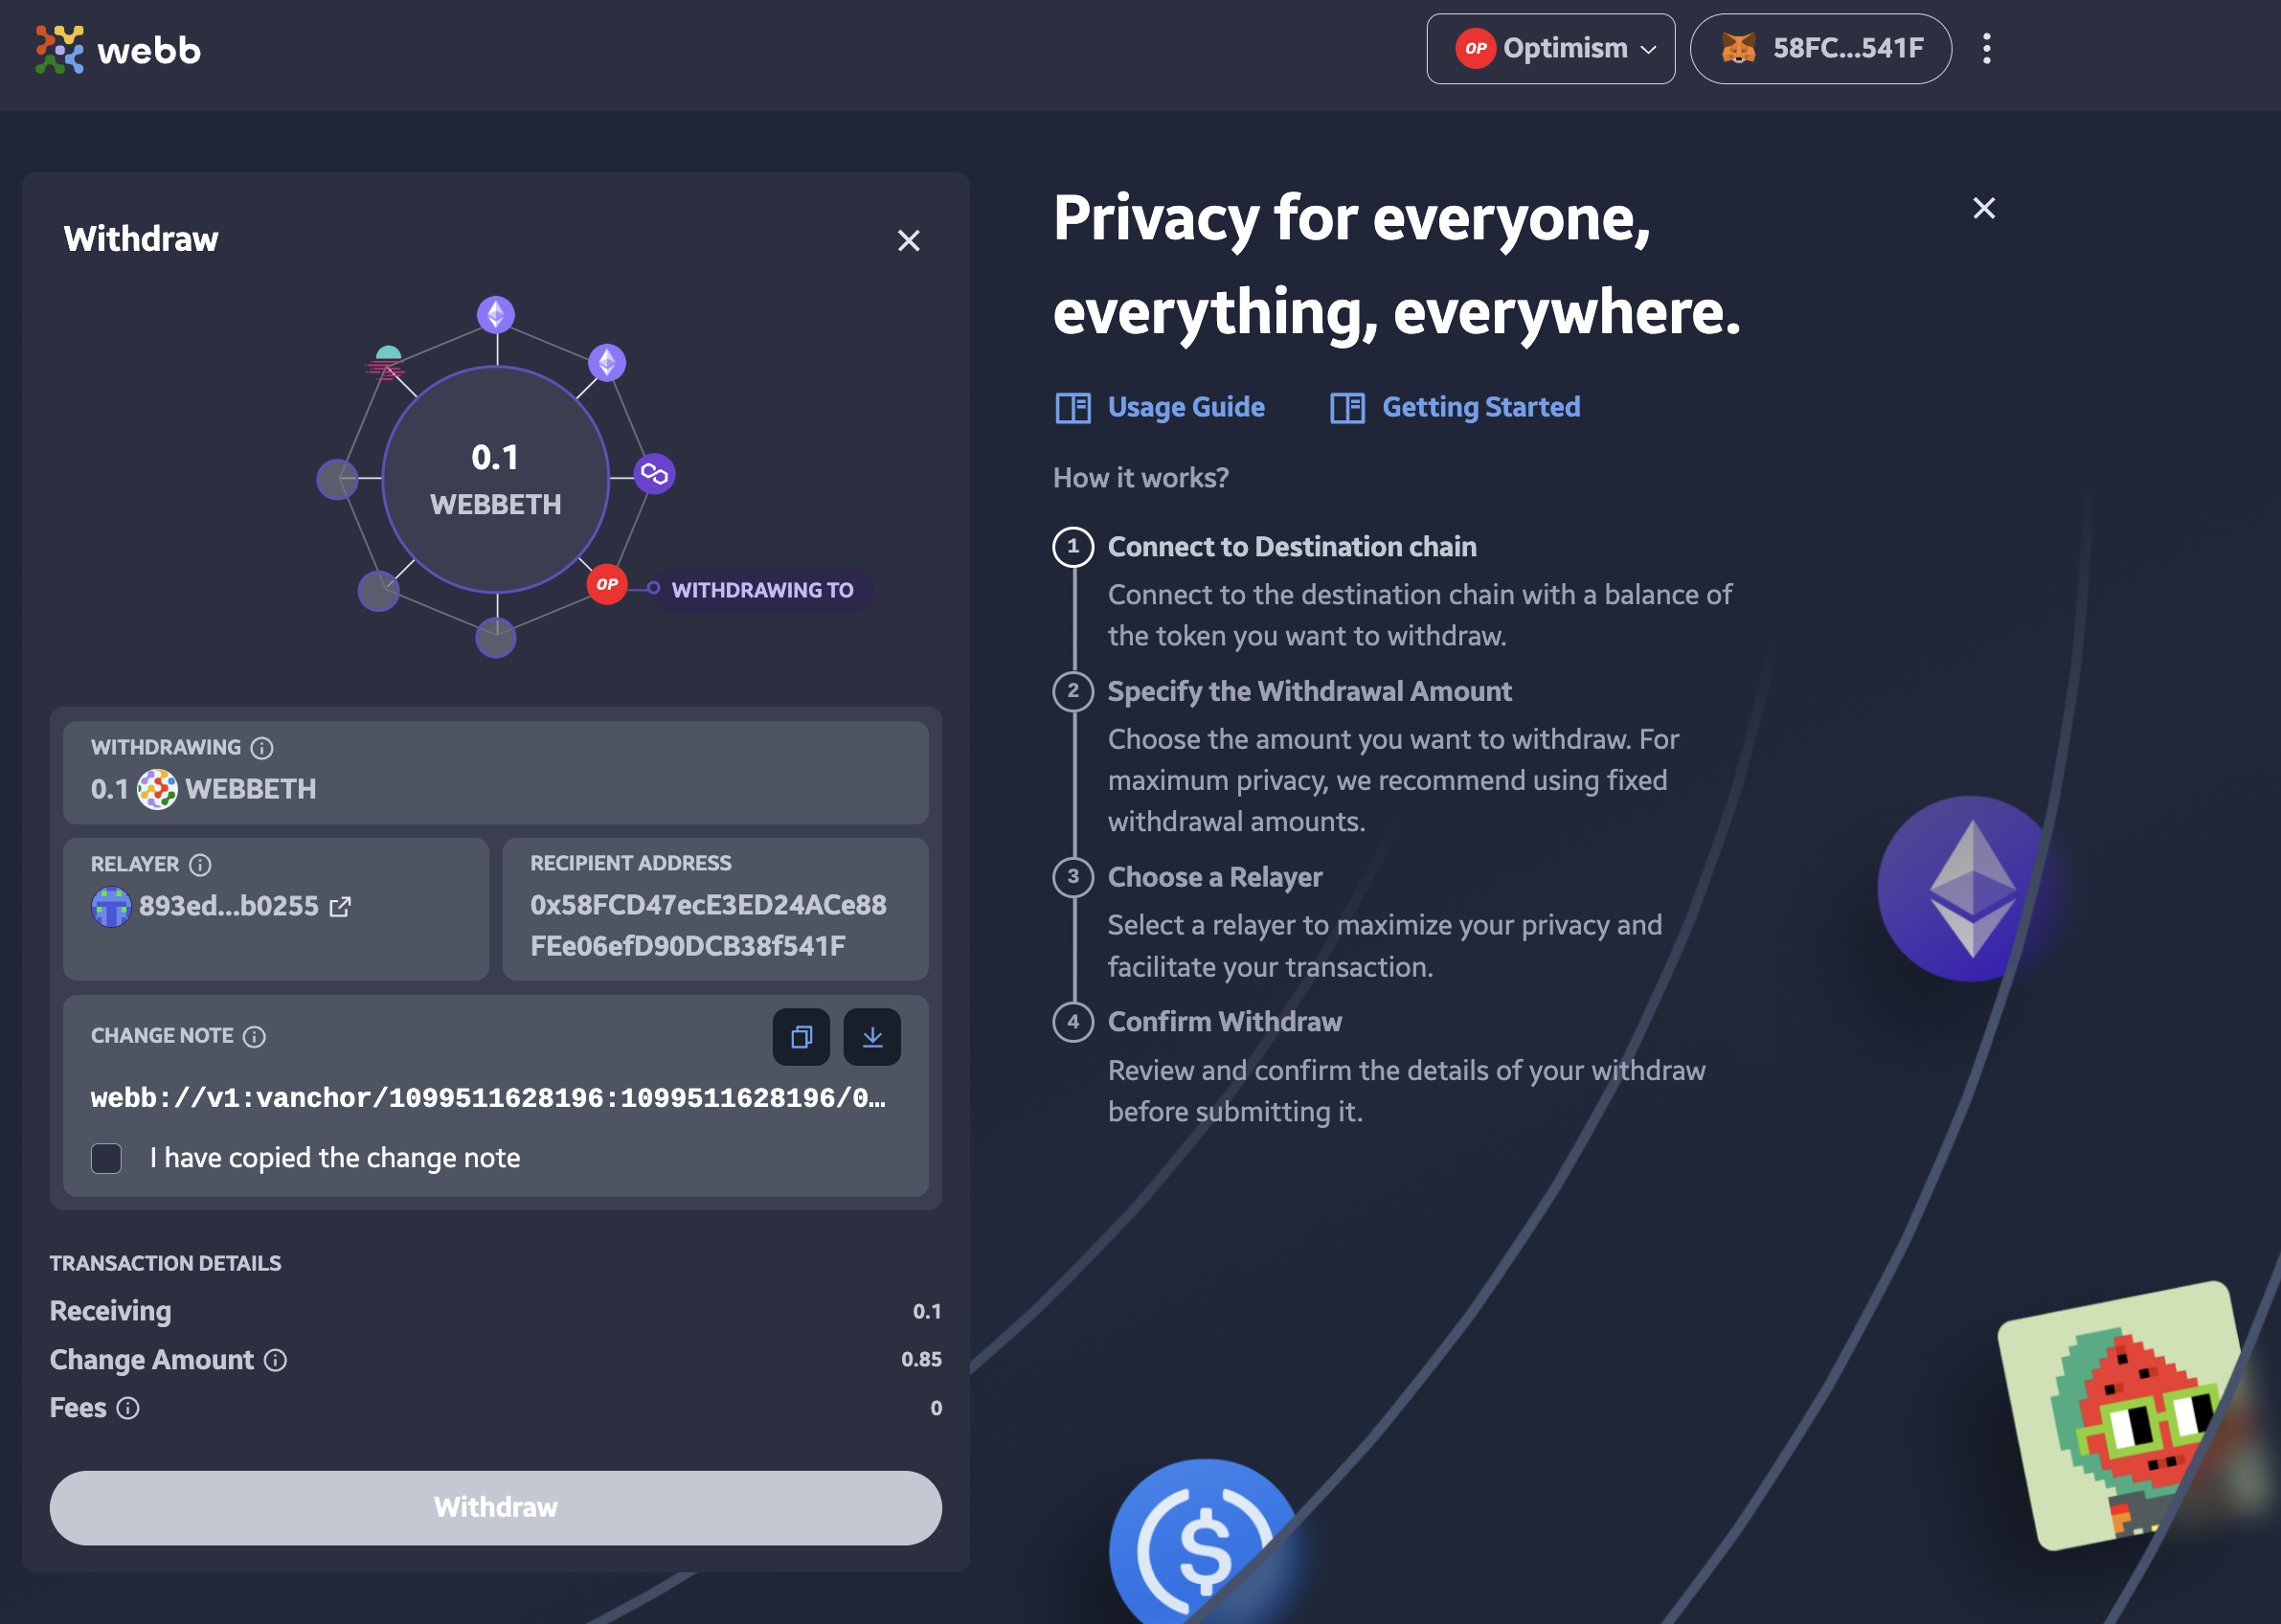 webb
OP Optimism
58FC...541F
Withdraw
0.1
WEBBETH
OP
WITHDRAWING TO
WITHDRAWING
0.1 WEBBETH
RELAYER
893ed...b0255
RECIPIENT ADDRESS
0x58FCD47ecE3ED24ACe88
FEe06efD90DCB38f541F
CHANGE NOTE
webb://v1:vanchor/1099511628196:1099511628196/0…
I have copied the change note
TRANSACTION DETAILS
Receiving 0.1
Change Amount 0.85
Fees 0
Withdraw
Privacy for everyone,
everything, everywhere.
Usage Guide
Getting Started
How it works?
1 Connect to Destination chain
Connect to the destination chain with a balance of
the token you want to withdraw.
2 Specify the Withdrawal Amount
Choose the amount you want to withdraw. For
maximum privacy, we recommend using fixed
withdrawal amounts.
3 Choose a Relayer
Select a relayer to maximize your privacy and
facilitate your transaction.
4 Confirm Withdraw
Review and confirm the details of your withdraw
before submitting it.